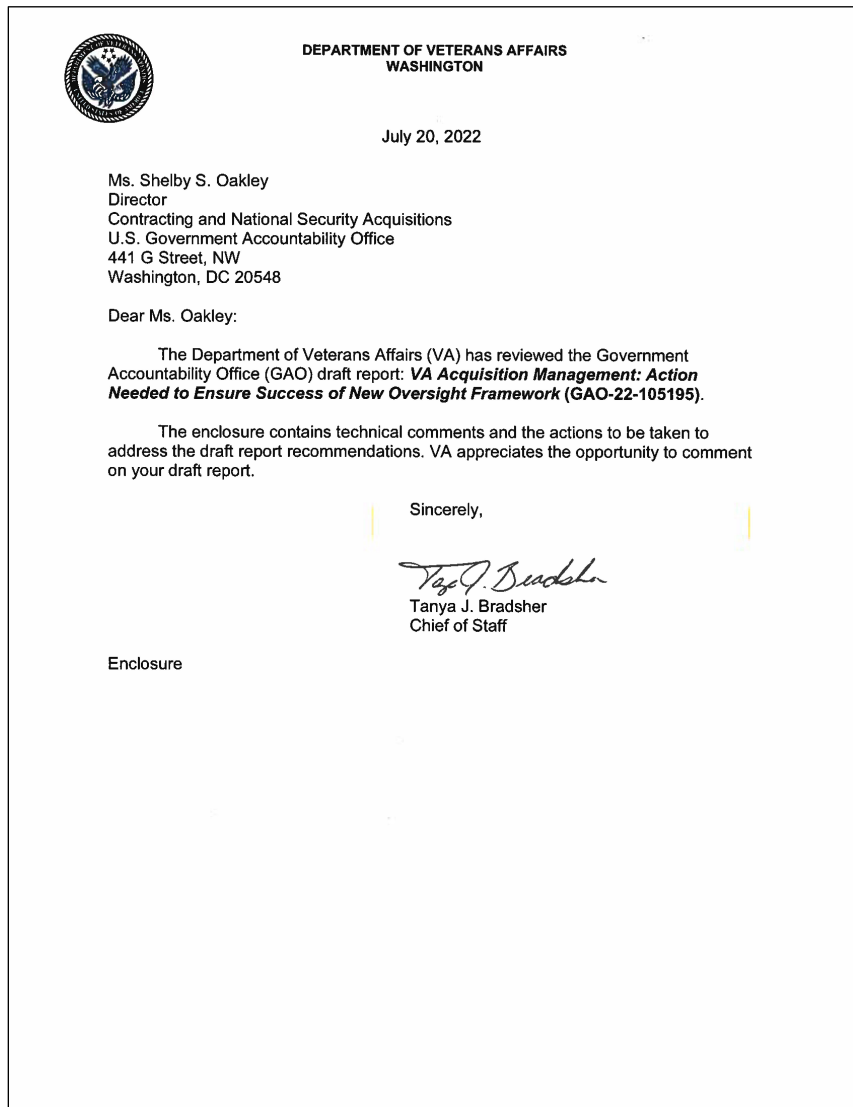 DEPARTMENT OF VETERANS AFFAIRS
WASHINGTON
July 20, 2022
Ms. Shelby S. Oakley
Director
Contracting and National Security Acquisitions
U.S. Government Accountability Office
441 G Street, NW
Washington, DC 20548
Dear Ms. Oakley:
The Department of Veterans Affairs (VA) has reviewed the Government
Accountability Office (GAO) draft report: VA Acquisition Management: Action
Needed to Ensure Success of New Oversight Framework (GAO-22-105195).
The enclosure contains technical comments and the actions to be taken to
address the draft report recommendations. VA appreciates the opportunity to comment
on your draft report.
Sincerely,
Tanya J. Bradsher
Chief of Staff
Enclosure